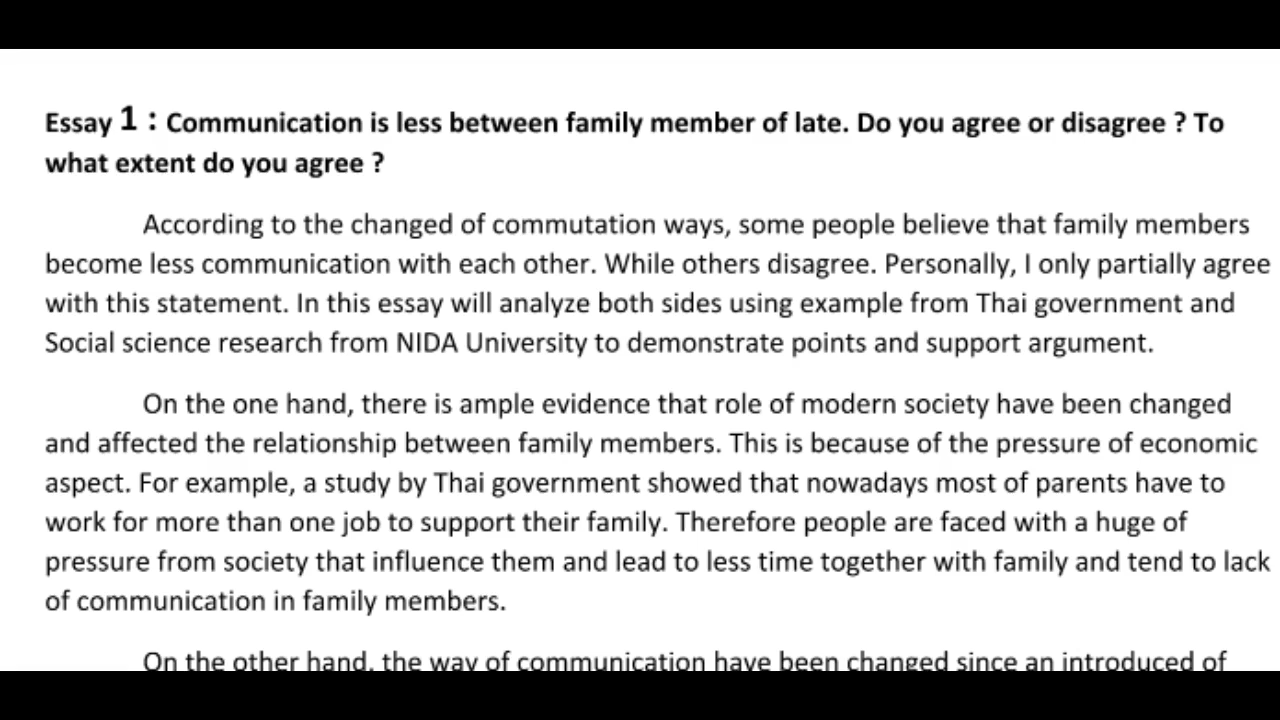 Essay 1 : Communication is less between family member of late. Do you agree or disagree ? To
what extent do you agree ?
According to the changed of commutation ways, some people believe that family members
become less communication with each other. While others disagree. Personally, I only partially agree
with this statement. In this essay will analyze both sides using example from Thai government and
Social science research from NIDA University to demonstrate points and support argument.
On the one hand, there is ample evidence that role of modern society have been changed
and affected the relationship between family members. This is because of the pressure of economic
aspect. For example, a study by Thai government showed that nowadays most of parents have to
work for more than one job to support their family. Therefore people are faced with a huge of
pressure from society that influence them and lead to less time together with family and tend to lack
of communication in family members.
On the other hand, the way of communication have been changed since an introduced of